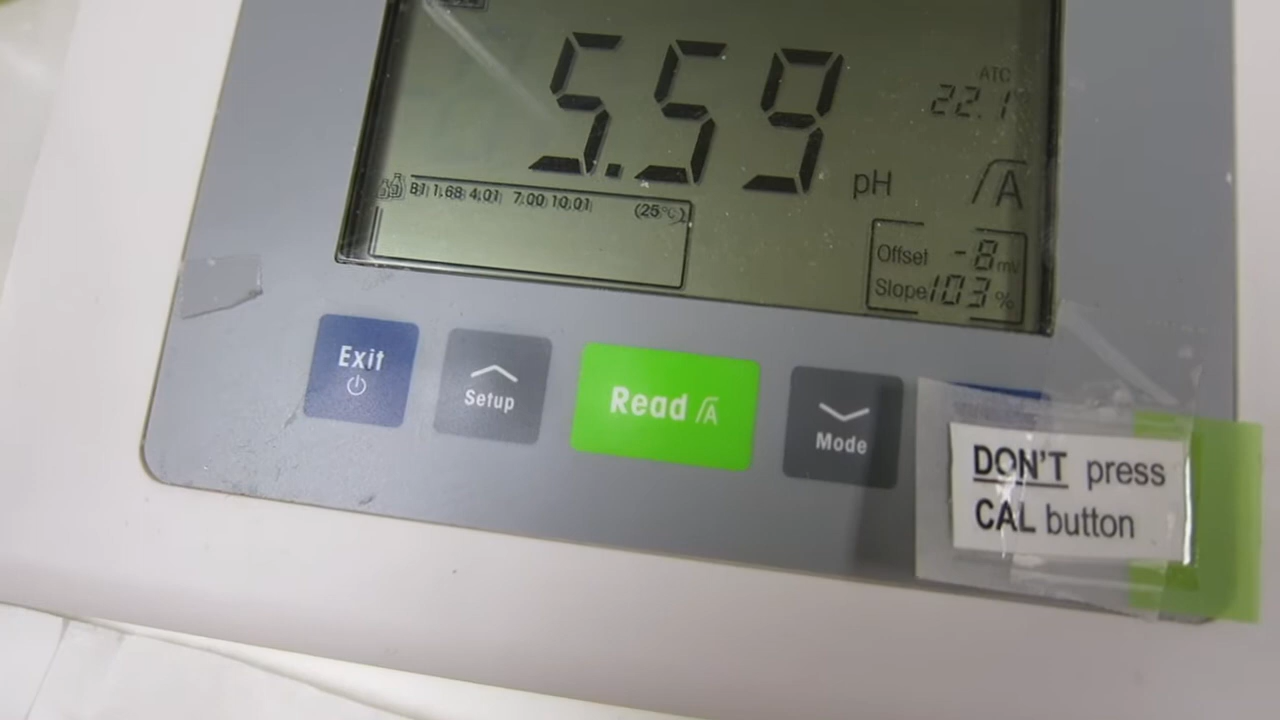 5.59 pH
ATC
22.1
B1 1.68 4.01 7.00 10.01 (25°C)
A
Offset -8 mV
Slope 103 %
Exit
Setup
Read A
Mode
DON'T press
CAL button